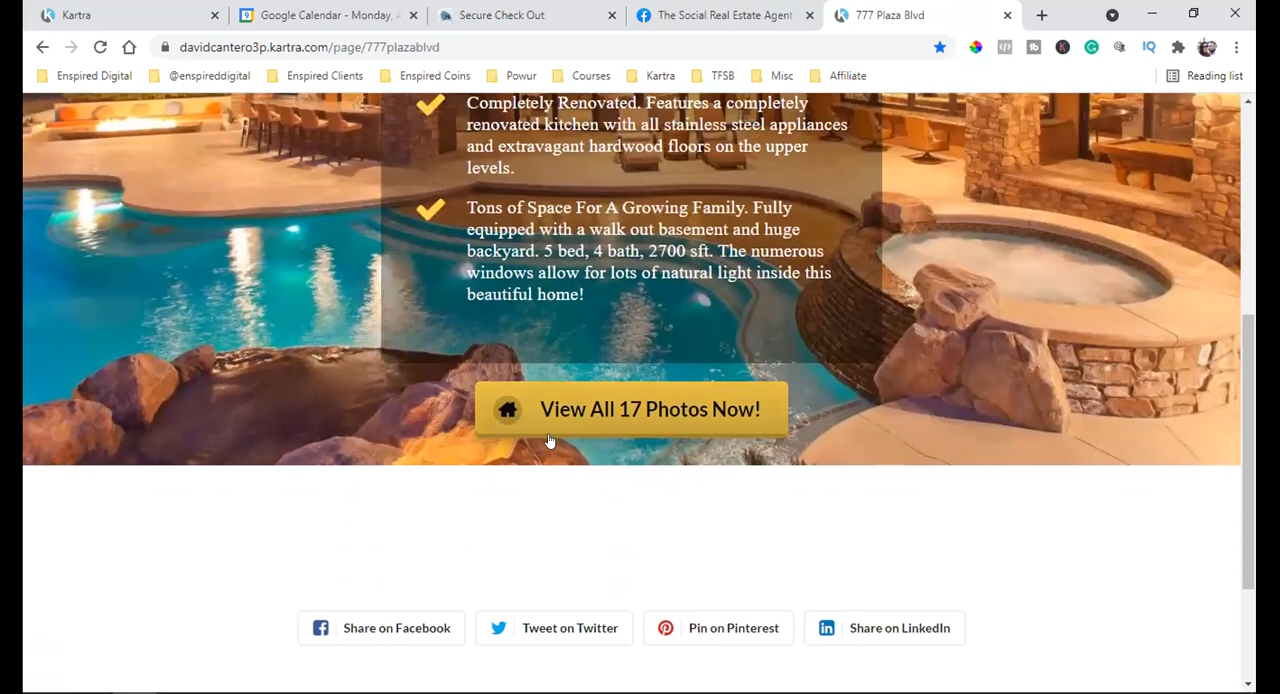 Kartra
Google Calendar - Monday, A
Secure Check Out
The Social Real Estate Agent
777 Plaza Blvd
davidcantero3p.kartra.com/page/777plazablvd
Enspired Digital
@enspireddigital
Enspired Clients
Enspired Coins
Powur
Courses
Kartra
TFSB
Misc
Affiliate
Reading list
Completely Renovated. Features a completely
renovated kitchen with all stainless steel appliances
and extravagant hardwood floors on the upper
levels.
Tons of Space For A Growing Family. Fully
equipped with a walk out basement and huge
backyard. 5 bed, 4 bath, 2700 sft. The numerous
windows allow for lots of natural light inside this
beautiful home!
View All 17 Photos Now!
Share on Facebook
Tweet on Twitter
Pin on Pinterest
Share on LinkedIn